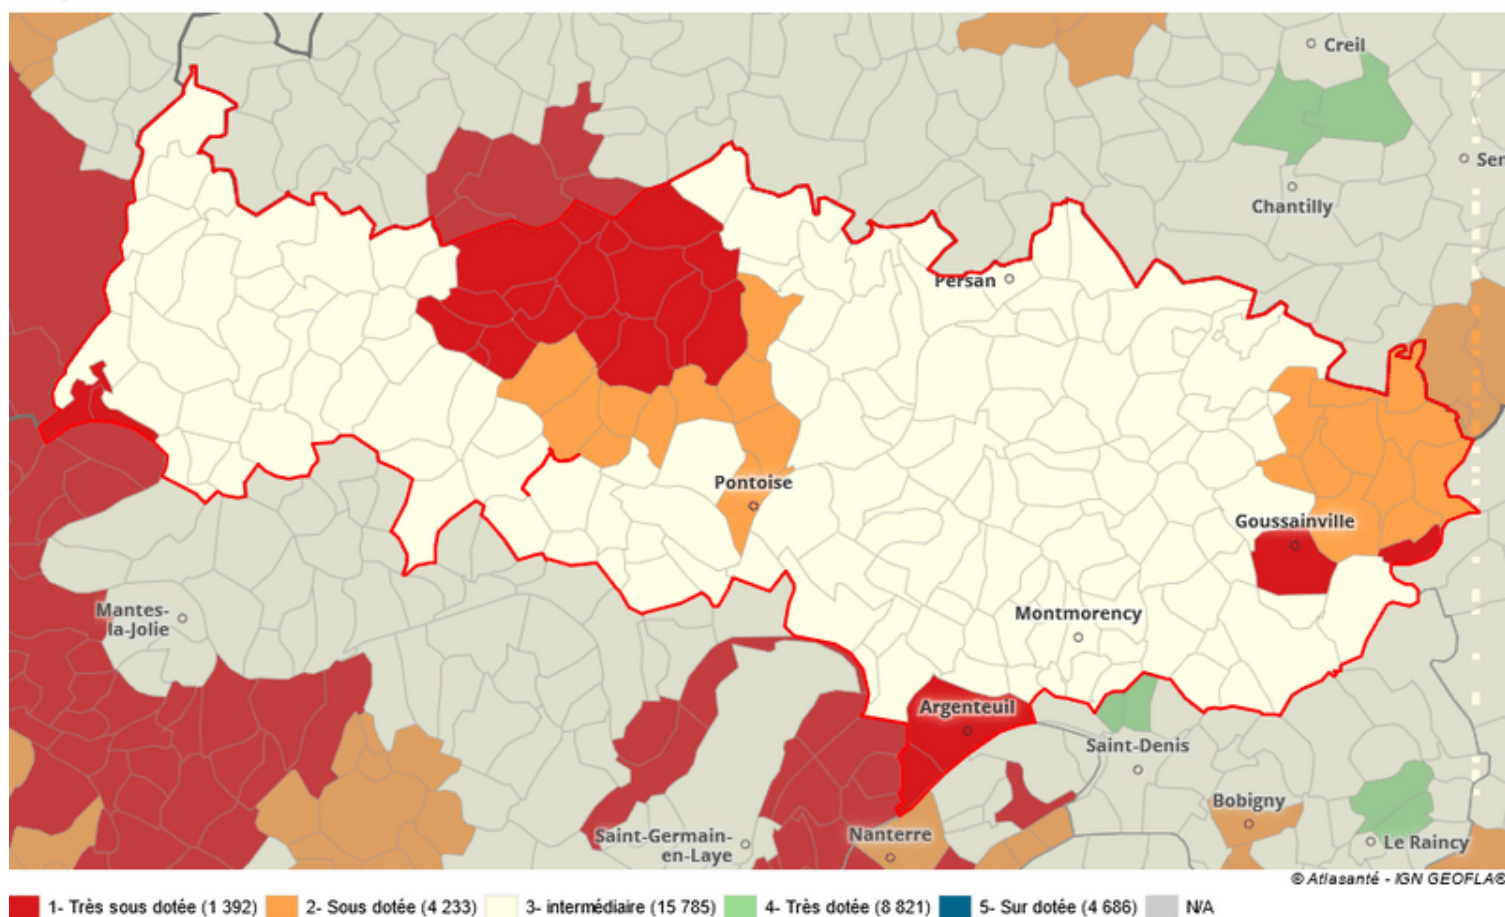 Creil
Sen
Chantilly
Persan
Pontoise
Goussainville
Mantes-
la-Jolie
Montmorency
Argenteuil
Saint-Denis
Bobigny
Saint-Germain-
en-Laye
Nanterre
Le Raincy
© Atlasanté - IGN GEOFLA®
1- Très sous dotée (1 392) 2- Sous dotée (4 233) 3- intermédiaire (15 785) 4- Très dotée (8 821) 5- Sur dotée (4 686) N/A